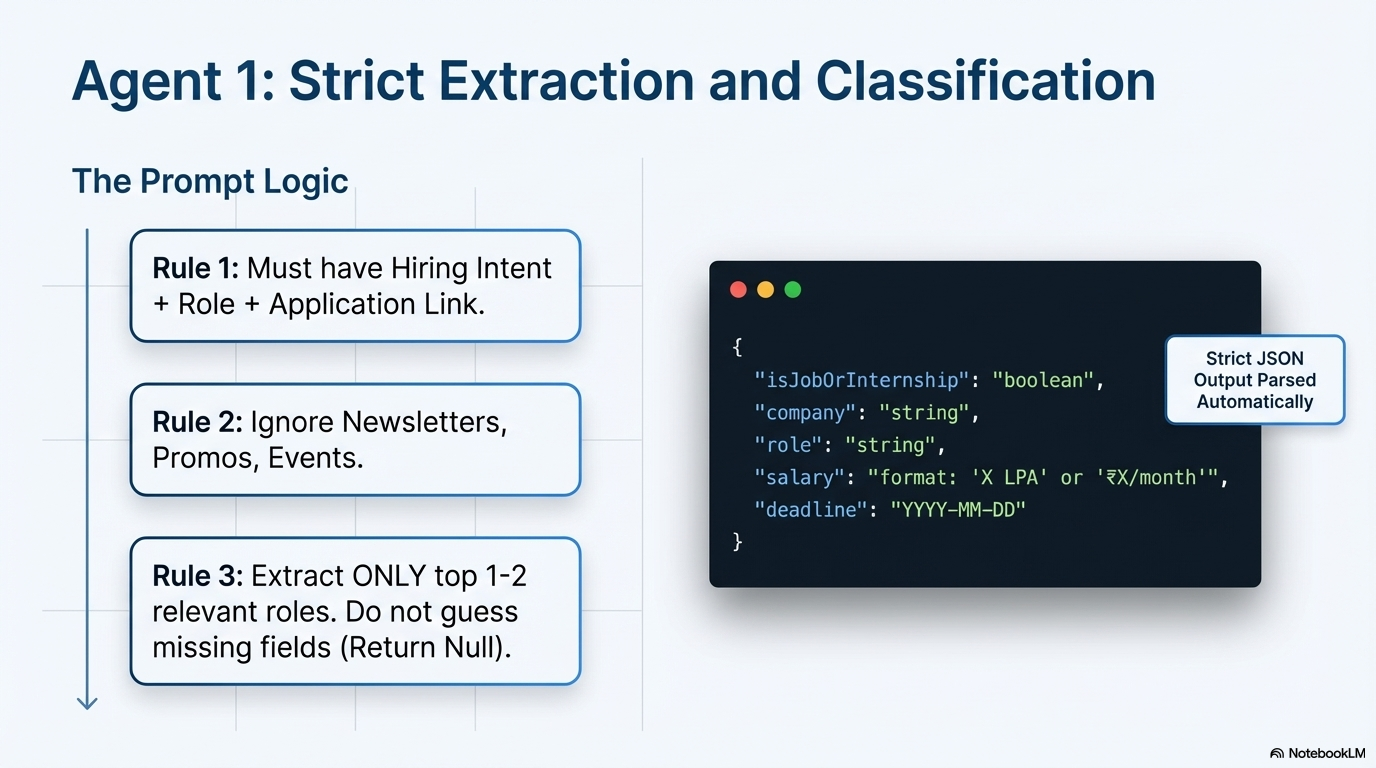 Agent 1: Strict Extraction and Classification
The Prompt Logic
Rule 1: Must have Hiring Intent
+ Role + Application Link.
Rule 2: Ignore Newsletters,
Promos, Events.
Rule 3: Extract ONLY top 1-2
relevant roles. Do not guess
missing fields (Return Null).
{
"isJobOrInternship": "boolean",
"company": "string",
"role": "string",
"salary": "format: 'X LPA' or '₹X/month'",
"deadline": "YYYY-MM-DD"
}
Strict JSON
Output Parsed
Automatically
NotebookLM